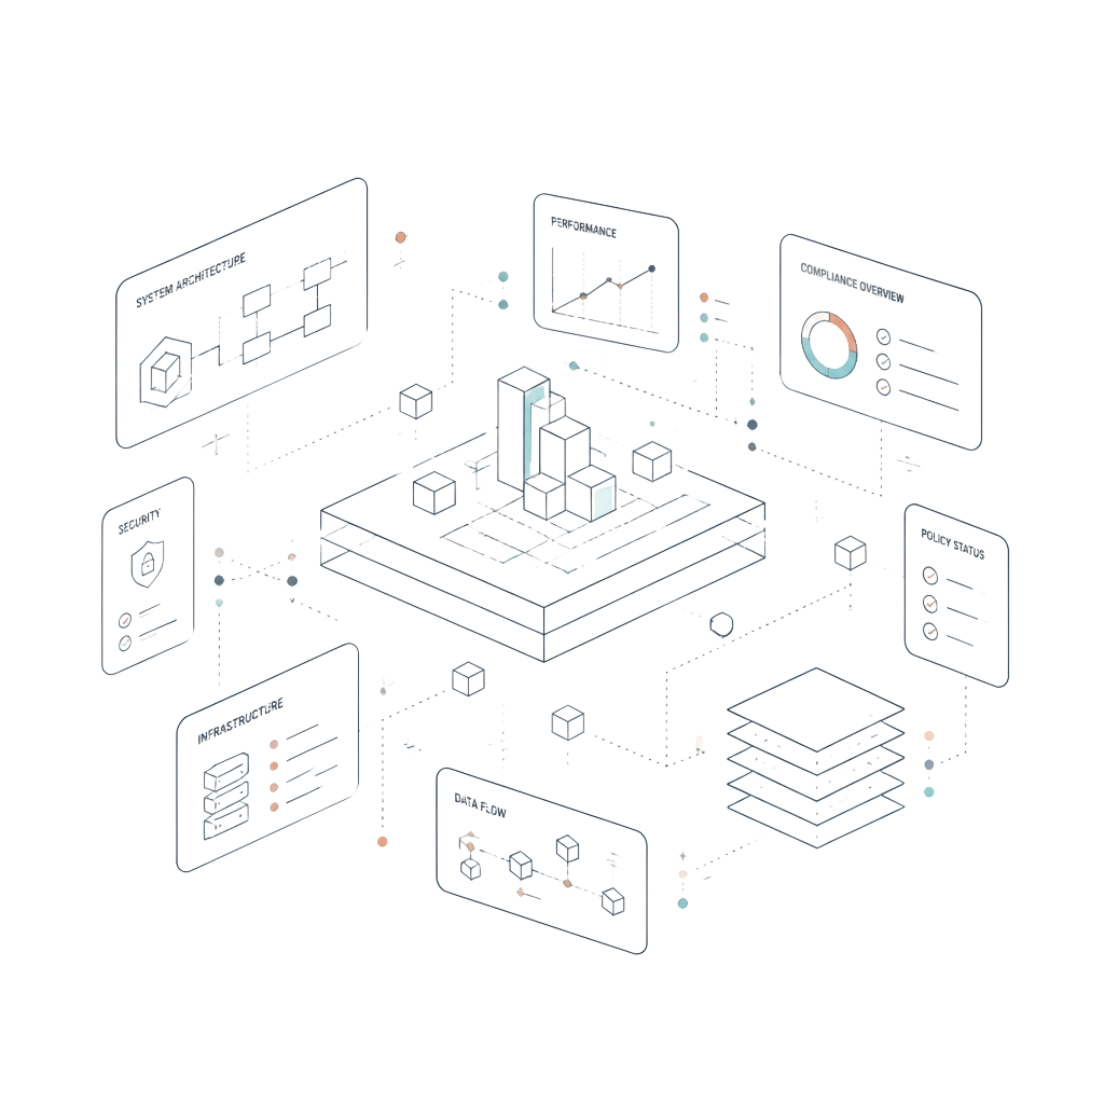 SYSTEM ARCHITECTURE
PERFORMANCE
COMPLIANCE OVERVIEW
SECURITY
POLICY STATUS
INFRASTRUCTURE
DATA FLOW